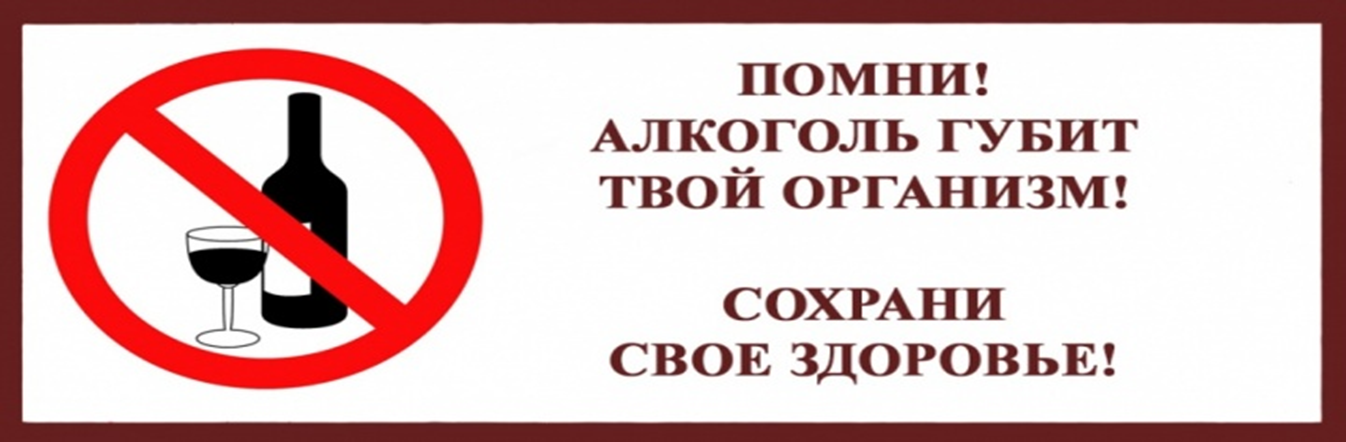 ПОМНИ!
АЛКОГОЛЬ ГУБИТ
ТВОЙ ОРГАНИЗМ!
СОХРАНИ
СВОЕ ЗДОРОВЬЕ!